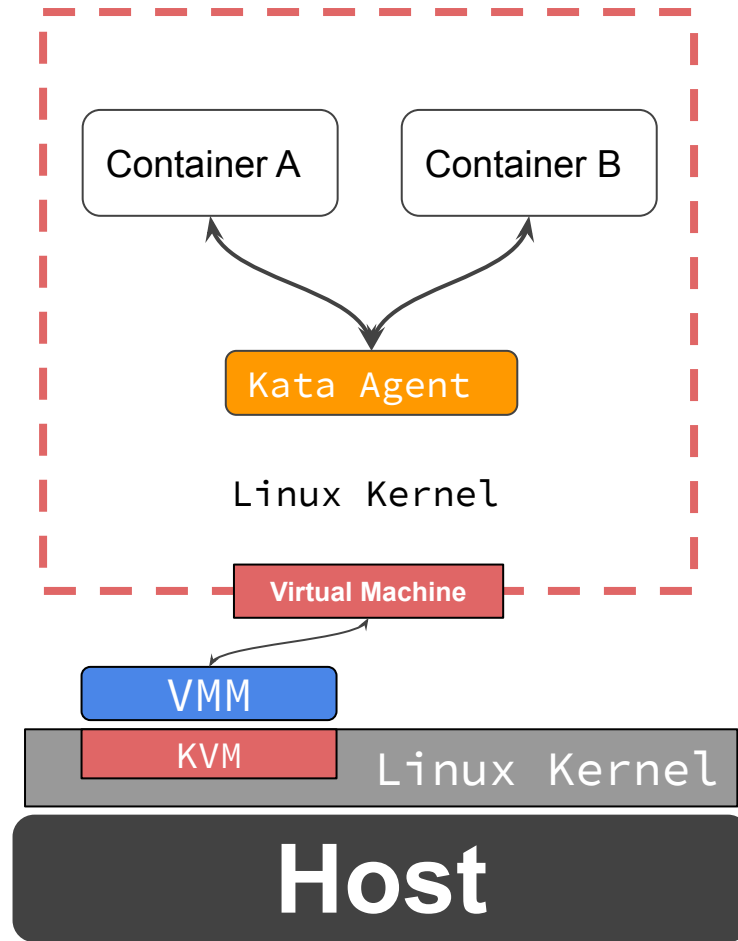 Container A
Container B
Kata Agent
Linux Kernel
Virtual Machine
VMM
KVM
Linux Kernel
Host